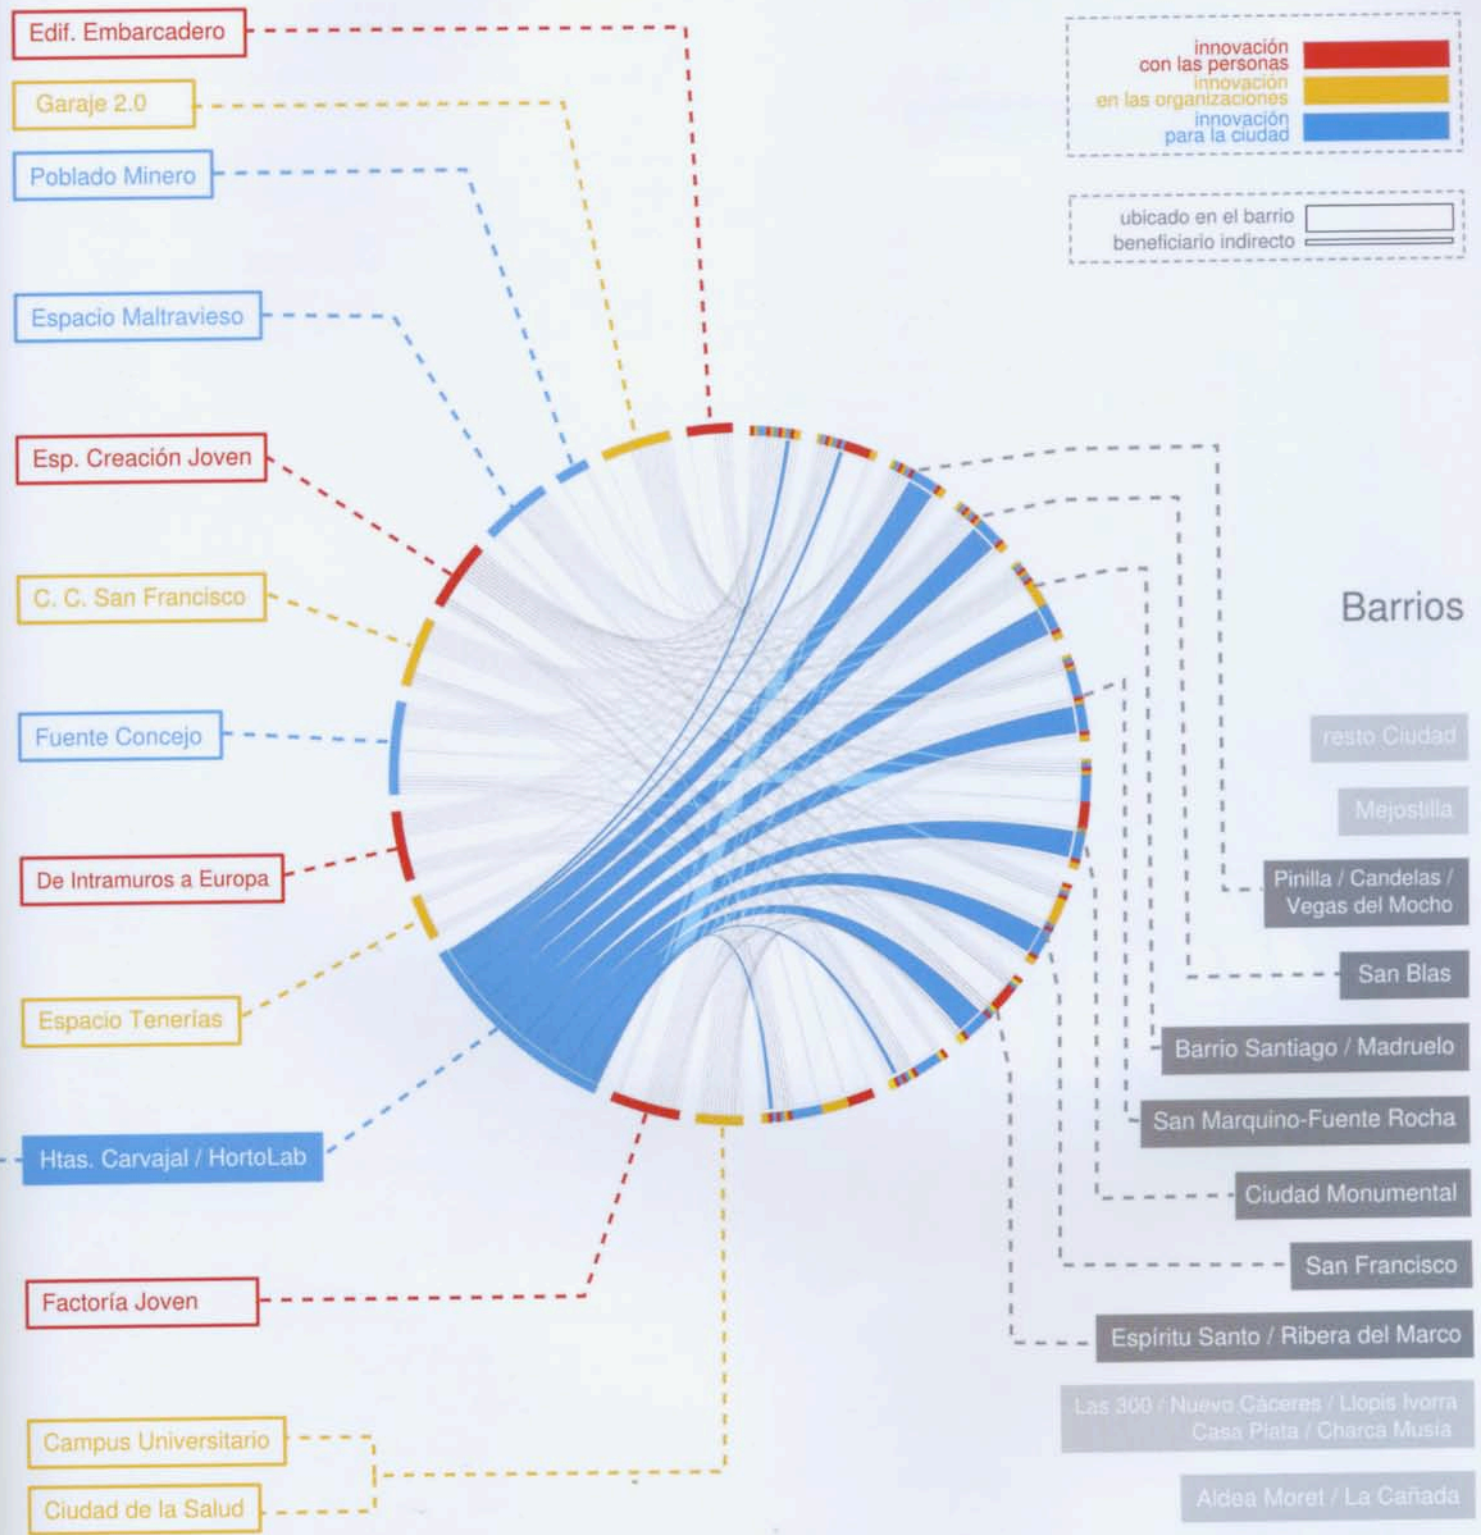 Edif. Embarcadero
Garaje 2.0
Poblado Minero
Espacio Maltravieso
Esp. Creación Joven
C. C. San Francisco
Fuente Concejo
De Intramuros a Europa
Espacio Tenerías
Htas. Carvajal / HortoLab
Factoría Joven
Campus Universitario
Ciudad de la Salud
innovación
con las personas
innovación
en las organizaciones
innovación
para la ciudad
ubicado en el barrio
beneficiario indirecto
Barrios
resto Ciudad
Mejostilla
Pinilla / Candelas /
Vegas del Mocho
San Blas
Barrio Santiago / Madruelo
San Marquino-Fuente Rocha
Ciudad Monumental
San Francisco
Espíritu Santo / Ribera del Marco
Las 300 / Nuevo Cáceres / Llopis Ivorra
Casa Plata / Charca Musía
Aldea Moret / La Cañada